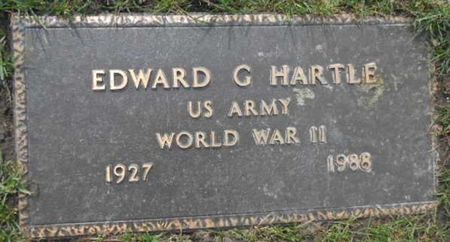 EDWARD G HARTLE
US ARMY
WORLD WAR II
1927 1988